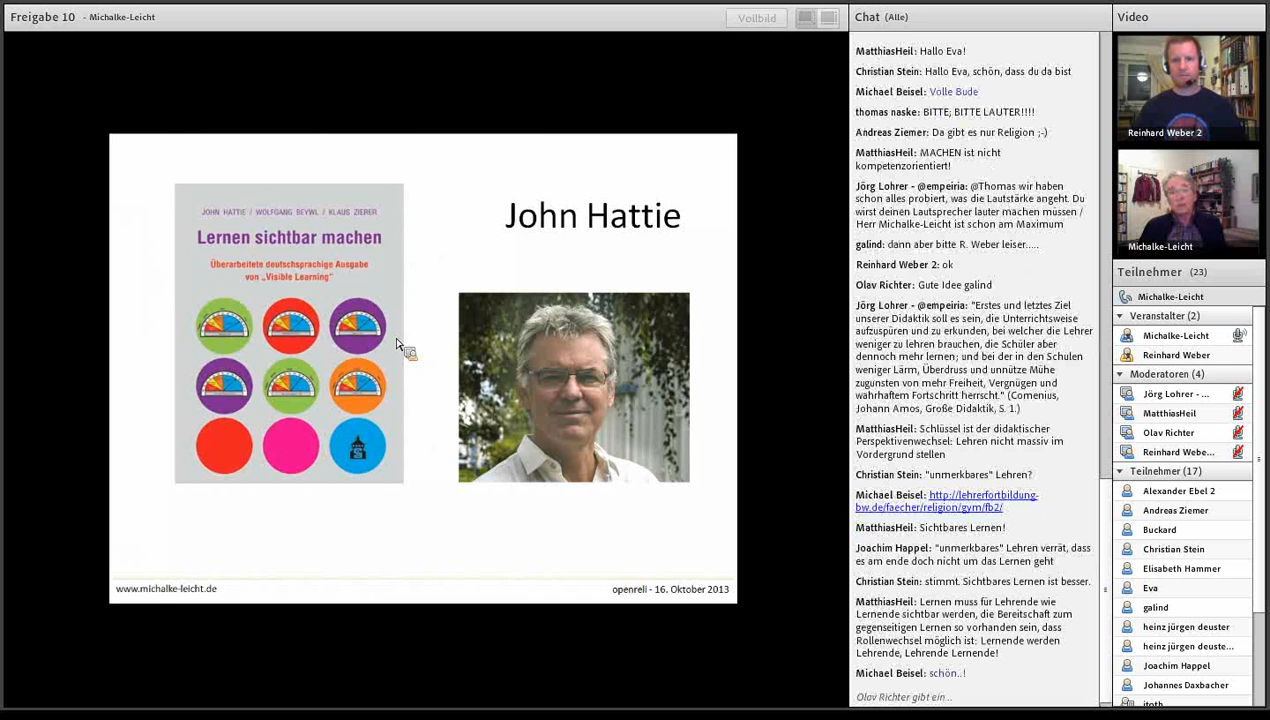 Freigabe 10 - Michalke-Leicht
Vollbild
JOHN HATTIE / WOLFGANG BEYWL / KLAUS ZIERER
Lernen sichtbar machen
Überarbeitete deutschsprachige Ausgabe
von „Visible Learning“
John Hattie
www.michalke-leicht.de
openreli - 16. Oktober 2013
Chat (Alle)
MatthiasHeil: Hallo Eva!
Christian Stein: Hallo Eva, schön, dass du da bist
Michael Beisel: Volle Bude
thomas naske: BITTE; BITTE LAUTER!!!!
Andreas Ziemer: Da gibt es nur Religion ;-)
MatthiasHeil: MACHEN ist nicht
kompetenzorientiert!
Jörg Lohrer - @empeiria: @Thomas wir haben
schon alles probiert, was die Lautstärke angeht. Du
wirst deinen Lautsprecher lauter machen müssen /
Herr Michalke-Leicht ist schon am Maximum
galind: dann aber bitte R. Weber leiser.....
Reinhard Weber 2: ok
Olav Richter: Gute Idee galind
Jörg Lohrer - @empeiria: "Erstes und letztes Ziel
unserer Didaktik soll es sein, die Unterrichtsweise
aufzuspüren und zu erkunden, bei welcher die Lehrer
weniger zu lehren brauchen, die Schüler aber
dennoch mehr lernen; und bei der in den Schulen
weniger Lärm, Überdruss und unnütze Mühe
zugunsten von mehr Freiheit, Vergnügen und
wahrhaftem Fortschritt herrscht." (Comenius,
Johann Amos, Große Didaktik, S. 1.)
MatthiasHeil: Schlüssel ist der didaktischer
Perspektivenwechsel: Lehren nicht massiv im
Vordergrund stellen
Christian Stein: "unmerkbares" Lehren?
Michael Beisel: http://lehrerfortbildung-
bw.de/faecher/religion/gym/fb2/
MatthiasHeil: Sichtbares Lernen!
Joachim Happel: "unmerkbares" Lehren verrät, dass
es am ende doch nicht um das Lernen geht
Christian Stein: stimmt. Sichtbares Lernen ist besser.
MatthiasHeil: Lernen muss für Lehrende wie
Lernende sichtbar werden, die Bereitschaft zum
gegenseitigen Lernen so vorhanden sein, dass
Rollenwechsel möglich ist: Lernende werden
Lehrende, Lehrende Lernende!
Michael Beisel: schön..!
Olav Richter gibt ein...
Video
Reinhard Weber 2
Michalke-Leicht
Teilnehmer (23)
Michalke-Leicht
Veranstalter (2)
Michalke-Leicht
Reinhard Weber
Moderatoren (4)
Jörg Lohrer - ...
MatthiasHeil
Olav Richter
Reinhard Webe...
Teilnehmer (17)
Alexander Ebel 2
Andreas Ziemer
Buckard
Christian Stein
Elisabeth Hammer
Eva
galind
heinz jürgen deuster
heinz jürgen deuste...
Joachim Happel
Johannes Daxbacher
itoth